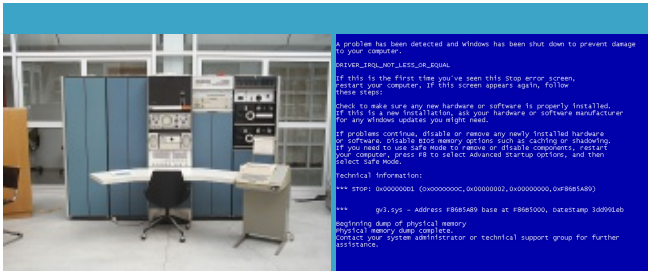 A problem has been detected and Windows has been shut down to prevent damage
to your computer.
DRIVER_IRQL_NOT_LESS_OR_EQUAL
If this is the first time you've seen this Stop error screen,
restart your computer. If this screen appears again, follow
these steps:
Check to make sure any new hardware or software is properly installed.
If this is a new installation, ask your hardware or software manufacturer
for any Windows updates you might need.
If problems continue, disable or remove any newly installed hardware
or software. Disable BIOS memory options such as caching or shadowing.
If you need to use Safe Mode to remove or disable components, restart
your computer, press F8 to select Advanced Startup Options, and then
select Safe Mode.
Technical information:
*** STOP: 0x000000D1 (0x0000000C,0x00000002,0x00000000,0xF86B5A89)
*** gv3.sys - Address F86B5A89 base at F86B5000, DateStamp 3dd991eb
Beginning dump of physical memory
Physical memory dump complete.
Contact your system administrator or technical support group for further
assistance.